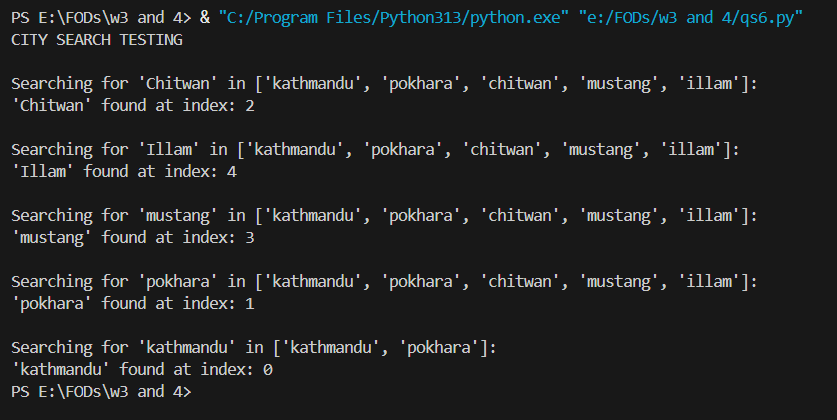 PS E:\FODs\w3 and 4> & "C:/Program Files/Python313/python.exe" "e:/FODs/w3 and 4/qs6.py"
CITY SEARCH TESTING
Searching for 'Chitwan' in ['kathmandu', 'pokhara', 'chitwan', 'mustang', 'illam']:
'Chitwan' found at index: 2
Searching for 'Illam' in ['kathmandu', 'pokhara', 'chitwan', 'mustang', 'illam']:
'Illam' found at index: 4
Searching for 'mustang' in ['kathmandu', 'pokhara', 'chitwan', 'mustang', 'illam']:
'mustang' found at index: 3
Searching for 'pokhara' in ['kathmandu', 'pokhara', 'chitwan', 'mustang', 'illam']:
'pokhara' found at index: 1
Searching for 'kathmandu' in ['kathmandu', 'pokhara']:
'kathmandu' found at index: 0
PS E:\FODs\w3 and 4>